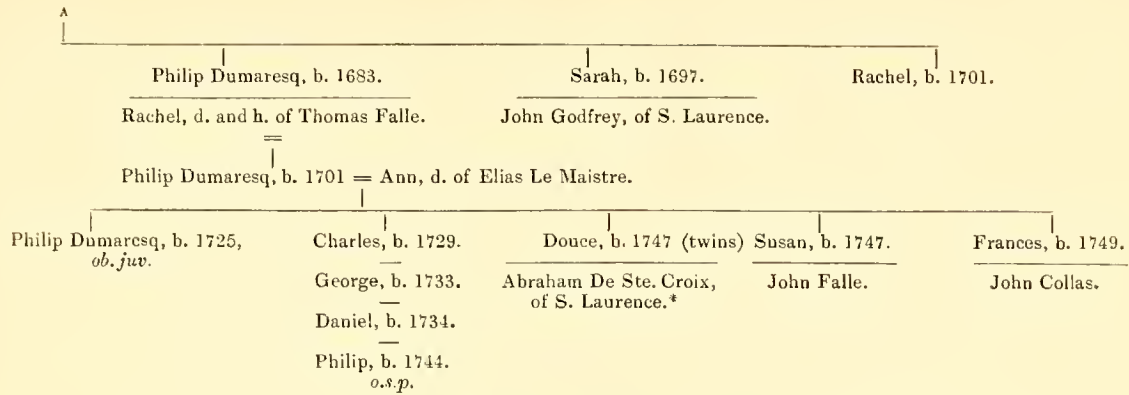 A
Philip Dumaresq, b. 1683.
Sarah, b. 1697.
Rachel, b. 1701.
Rachel, d. and h. of Thomas Falle.
John Godfrey, of S. Laurence.
=
Philip Dumaresq, b. 1701 = Ann, d. of Elias Le Maistre.
Philip Dumaresq, b. 1725,
ob. juv.
Charles, b. 1729.
George, b. 1733.
Daniel, b. 1734.
Philip, b. 1744.
o.s.p.
Douce, b. 1747 (twins) Susan, b. 1747.
Abraham De Ste. Croix,
of S. Laurence.*
John Falle.
Frances, b. 1749.
John Collas.